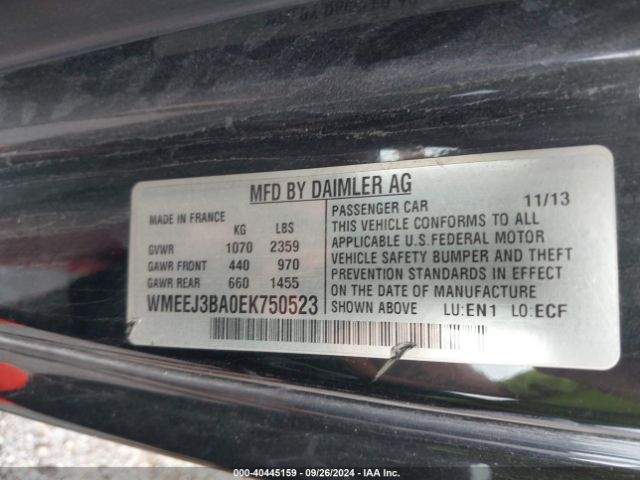 MFD BY DAIMLER AG
MADE IN FRANCE
KG LBS
GVWR 1070 2359
GAWR FRONT 440 970
GAWR REAR 660 1455
WMEEJ3BA0EK750523
PASSENGER CAR 11/13
THIS VEHICLE CONFORMS TO ALL
APPLICABLE U.S.FEDERAL MOTOR
VEHICLE SAFETY BUMPER AND THEFT
PREVENTION STANDARDS IN EFFECT
ON THE DATE OF MANUFACTURE
SHOWN ABOVE LU:EN1 LO:ECF
000-40445159 - 09/26/2024 - IAA Inc.